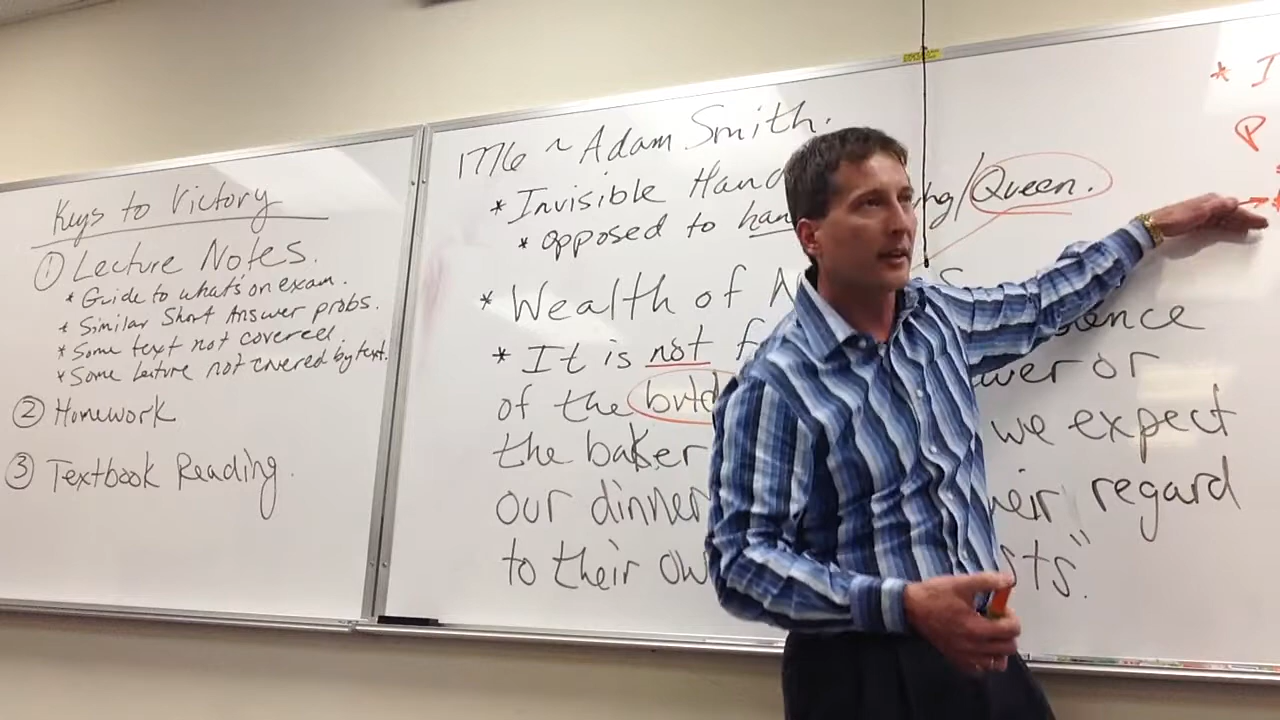 Keys to Victory
① Lecture Notes.
* Guide to what's on exam.
* Similar Short Answer probs.
* Some text not covered
* Some Lecture not covered by text.
② Homework
③ Textbook Reading.
1776 ~ Adam Smith.
* Invisible Hand /Queen.
* opposed to
* Wealth of
* It is not
of the or
the baker we expect
our dinner regard
to their
* I
P